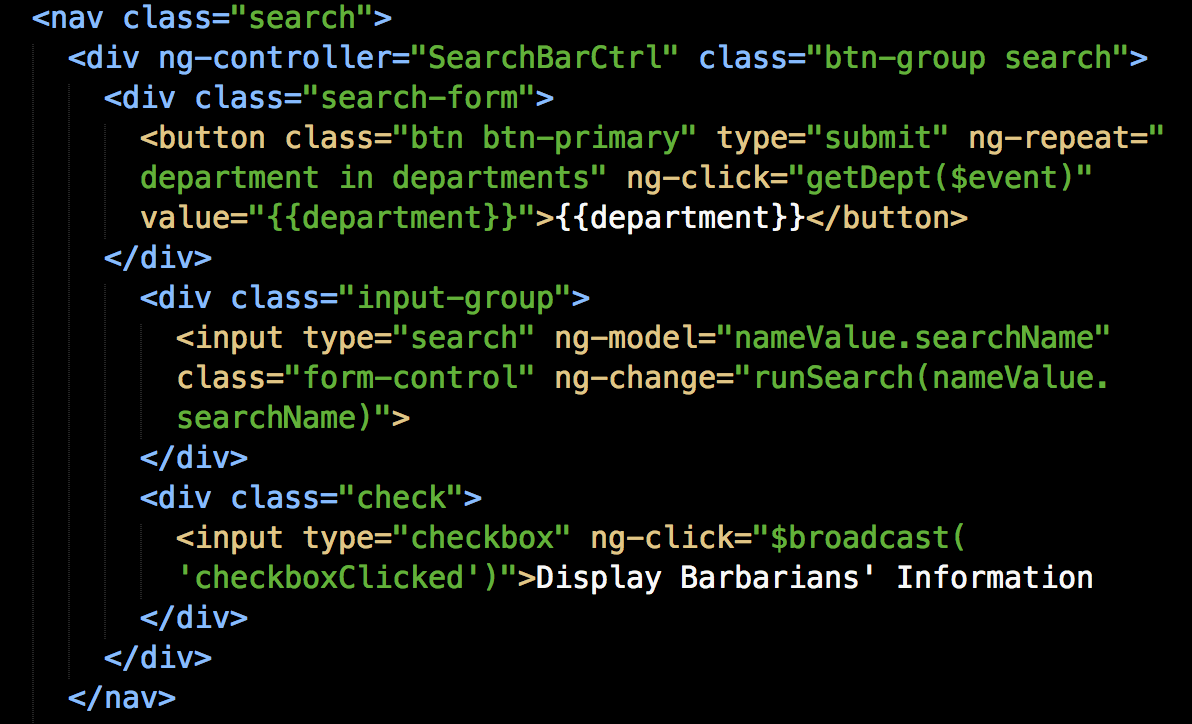 <nav class="search">
<div ng-controller="SearchBarCtrl" class="btn-group search">
<div class="search-form">
<button class="btn btn-primary" type="submit" ng-repeat="
department in departments" ng-click="getDept($event)"
value="{{department}}">{{department}}</button>
</div>
<div class="input-group">
<input type="search" ng-model="nameValue.searchName"
class="form-control" ng-change="runSearch(nameValue.
searchName)">
</div>
<div class="check">
<input type="checkbox" ng-click="$broadcast(
'checkboxClicked')">Display Barbarians' Information
</div>
</div>
</nav>